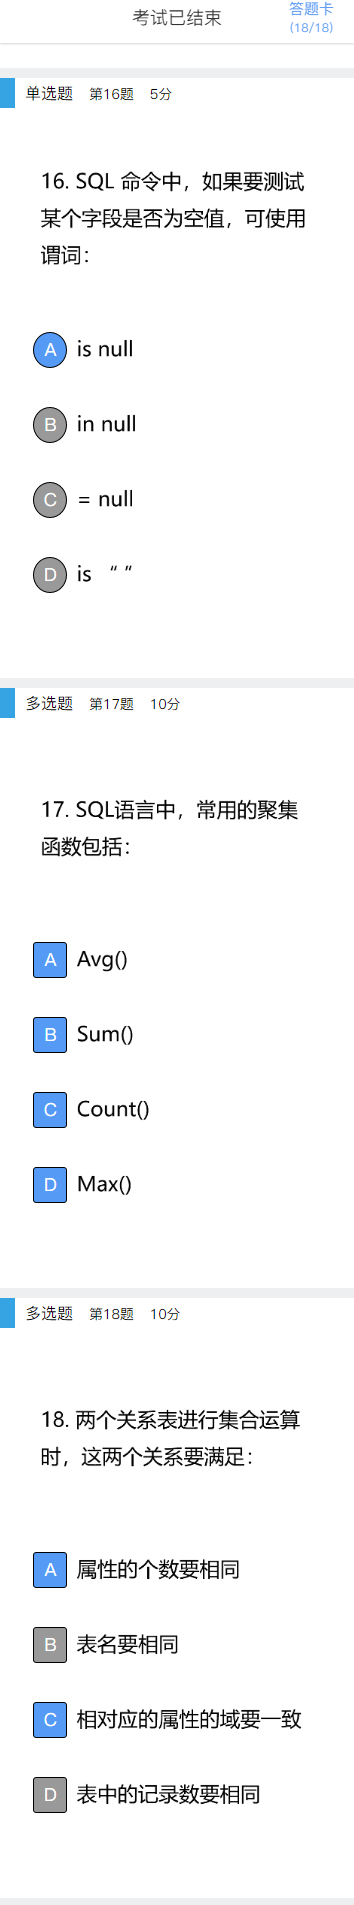 考试已结束
答题卡
(18/18)
单选题 第16题 5分
16. SQL 命令中，如果要测试
某个字段是否为空值，可使用
谓词：
A is null
B in null
C = null
D is “ “
多选题 第17题 10分
17. SQL语言中，常用的聚集
函数包括：
A Avg()
B Sum()
C Count()
D Max()
多选题 第18题 10分
18. 两个关系表进行集合运算
时，这两个关系要满足：
A 属性的个数要相同
B 表名要相同
C 相对应的属性的域要一致
D 表中的记录数要相同